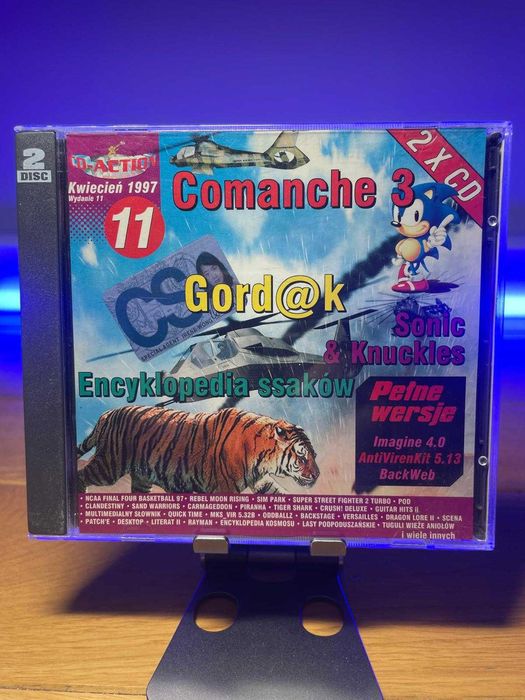 2
DISC
CD-ACTION
Kwiecień 1997
Wydanie 11
11
2 X CD
Comanche 3
CSO
SPECIAL AGENT
Gord@k
Sonic
& Knuckles
Encyklopedia ssaków
Pełne
wersje
Imagine 4.0
AntiVirenKit 5.13
BackWeb
• NCAA FINAL FOUR BASKETBALL 97 • REBEL MOON RISING • SIM PARK • SUPER STREET FIGHTER 2 TURBO • POD
• CLANDESTINY • SAND WARRIORS • CARMAGEDDON • PIRANHA • TIGER SHARK • CRUSH! DELUXE • GUITAR HITS II
• MULTIMEDIALNY SŁOWNIK • QUICK TIME • MKS_VIR 5.32B • ODDBALLZ • BACKSTAGE • VERSAILLES • DRAGON LORE II • SCENA
• PATCH'E • DESKTOP • LITERAT II • RAYMAN • ENCYKLOPEDIA KOSMOSU • LASY POPODUSZAŃSKIE • TUGULI WIEŻE ANIOŁÓW
i wiele innych